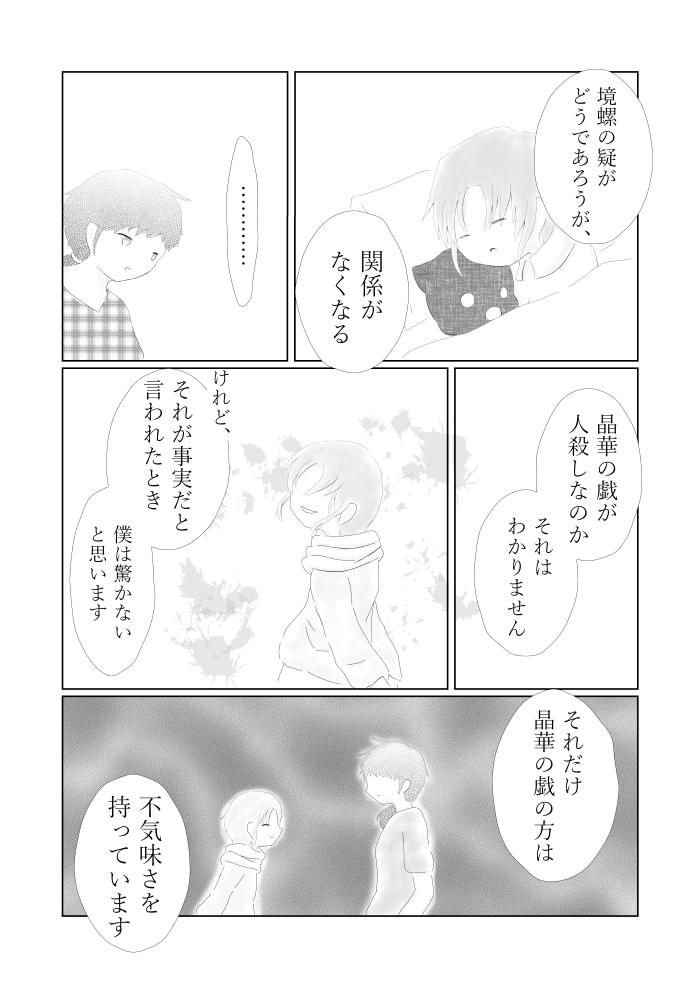 境螺の疑が
どうであろうが、
関係が
なくなる
…………
晶華の戯が
人殺しなのか
それは
わかりません
けれど、
それが事実だと
言われたとき
僕は驚かない
と思います
それだけ
晶華の戯の方は
不気味さを
持っています